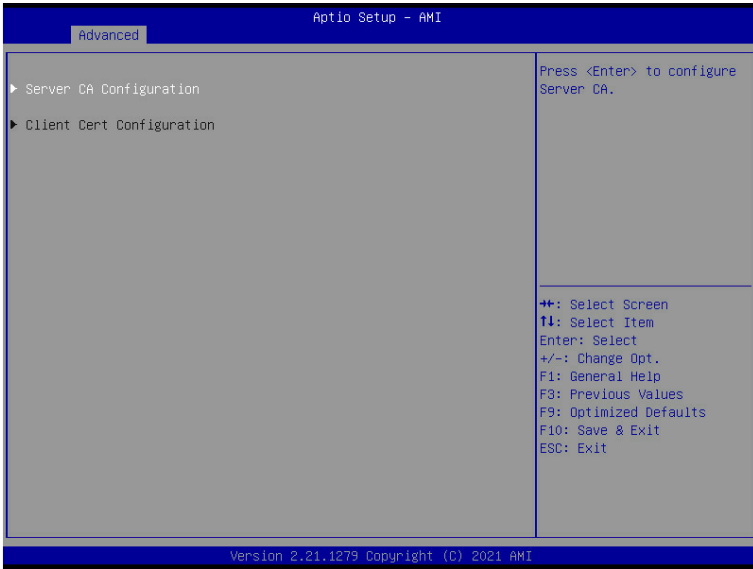 Aptio Setup – AMI
Advanced
▶ Server CA Configuration
▶ Client Cert Configuration
Press <Enter> to configure
Server CA.
→←: Select Screen
↑↓: Select Item
Enter: Select
+/-: Change Opt.
F1: General Help
F3: Previous Values
F9: Optimized Defaults
F10: Save & Exit
ESC: Exit
Version 2.21.1279 Copyright (C) 2021 AMI